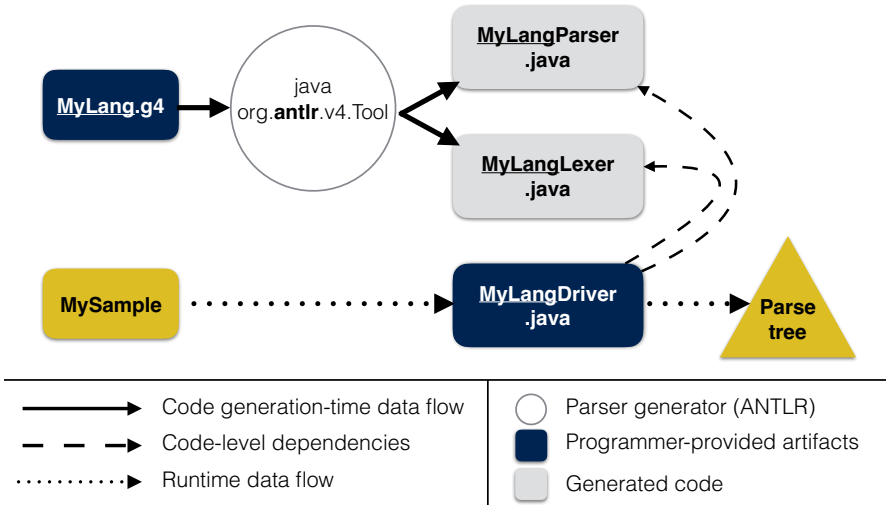 MyLang.g4
java
org.antlr.v4.Tool
MyLangParser
.java
MyLangLexer
.java
MySample
MyLangDriver
.java
Parse
tree
Code generation-time data flow
Code-level dependencies
Runtime data flow
Parser generator (ANTLR)
Programmer-provided artifacts
Generated code